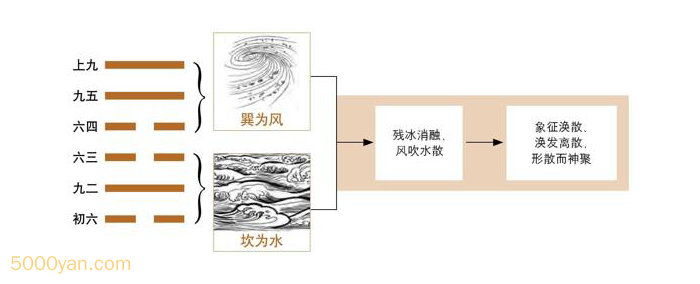 上九
九五
六四
六三
九二
初六
巽为风
坎为水
残冰消融、
风吹水散
象征涣散、
涣发离散,
形散而神聚
5000yan.com